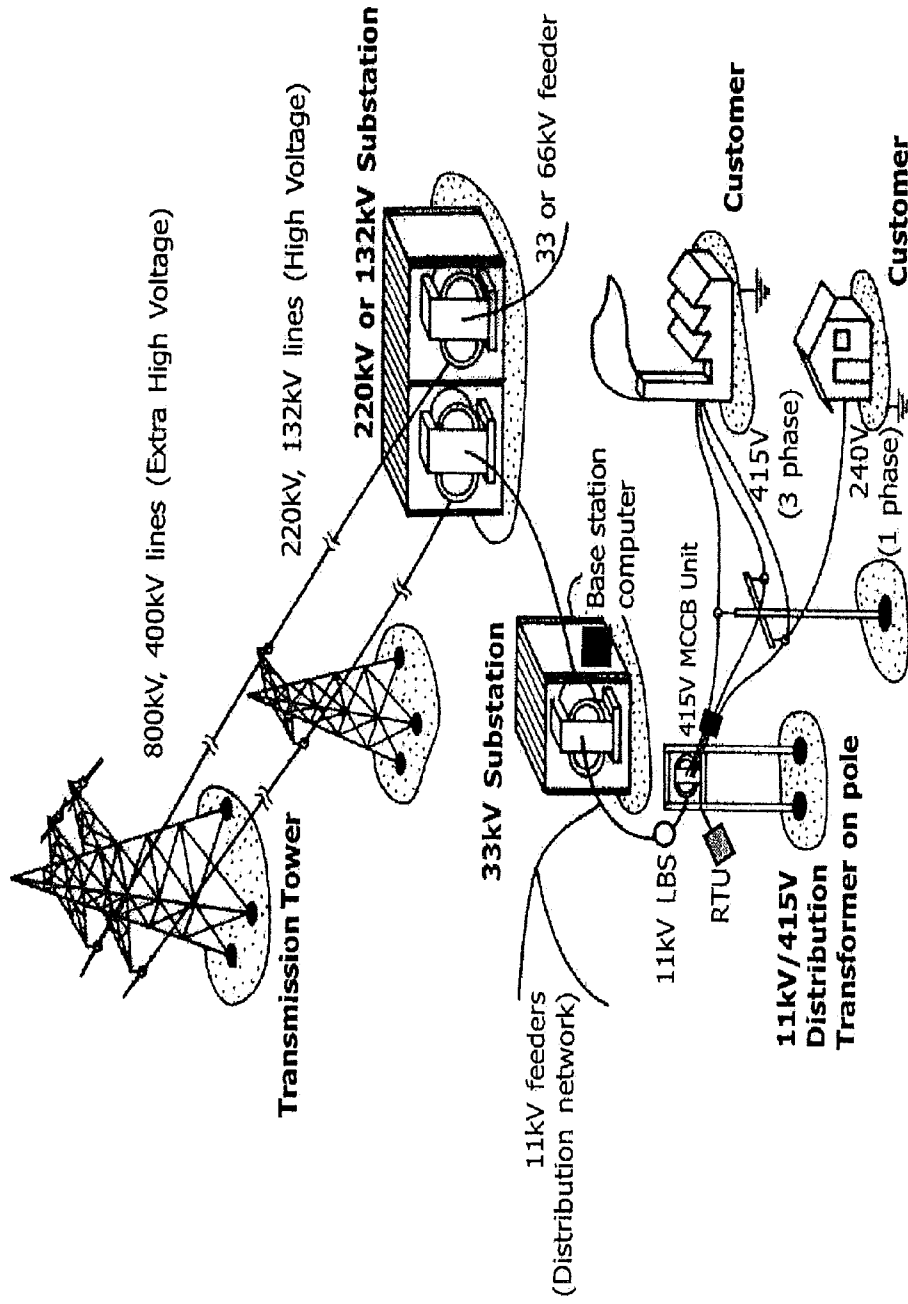 800kV, 400kV lines (Extra High Voltage)
220kV, 132kV lines (High Voltage)
Transmission Tower
220kV or 132kV Substation
33 or 66kV feeder
33kV Substation
Base station
computer
11kV feeders
(Distribution network)
11kV LBS
RTU
415V MCCB Unit
415V
(3 phase)
Customer
240V
(1 phase)
Customer
11kV/415V
Distribution
Transformer on pole